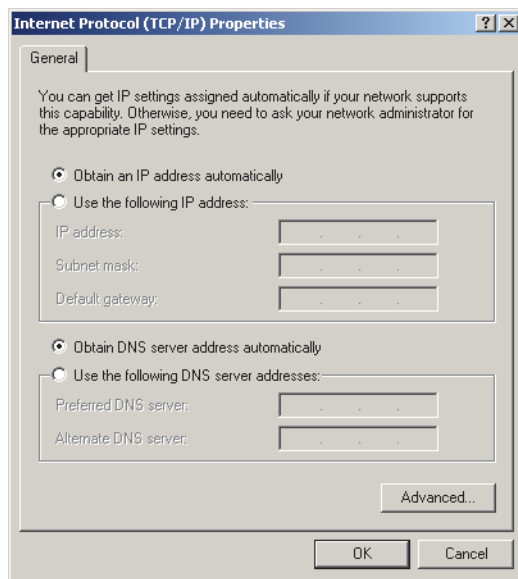 Internet Protocol (TCP/IP) Properties
? X
General
You can get IP settings assigned automatically if your network supports
this capability. Otherwise, you need to ask your network administrator for
the appropriate IP settings.
Obtain an IP address automatically
Use the following IP address:
IP address:
Subnet mask:
Default gateway:
Obtain DNS server address automatically
Use the following DNS server addresses:
Preferred DNS server:
Alternate DNS server:
Advanced...
OK
Cancel